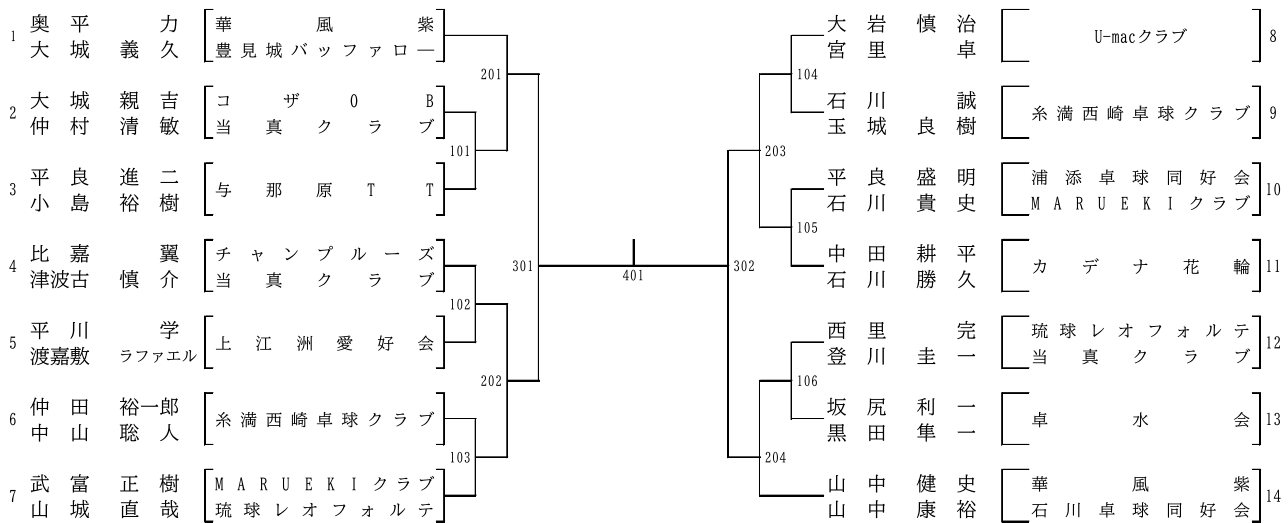 1 奥平 力 華風紫
大城 義久 豊見城バッファロー
2 大城 親吉 コザOB
仲村 清敏 当真クラブ
3 平良 進二 与那原TT
小島 裕樹
4 比嘉 翼 チャンプルーズ
津波古 慎介 当真クラブ
5 平川 学 上江洲愛好会
渡嘉敷 ラファエル
6 仲田 裕一郎 糸満西崎卓球クラブ
中山 聡人
7 武富 正樹 MARUEKIクラブ
山城 直哉 琉球レオフォルテ
201
101
301
102
202
103
401
302
104
203
105
106
204
大岩 慎治 U-macクラブ 8
宮里 卓
石川 誠 糸満西崎卓球クラブ 9
玉城 良樹
平良 盛明 浦添卓球同好会 10
石川 貴史 MARUEKIクラブ
中田 耕平 カデナ花輪 11
石川 勝久
西里 完 琉球レオフォルテ 12
登川 圭一 当真クラブ
坂尻 利一 卓水会 13
黒田 隼一
山中 健史 華風紫 14
山中 康裕 石川卓球同好会